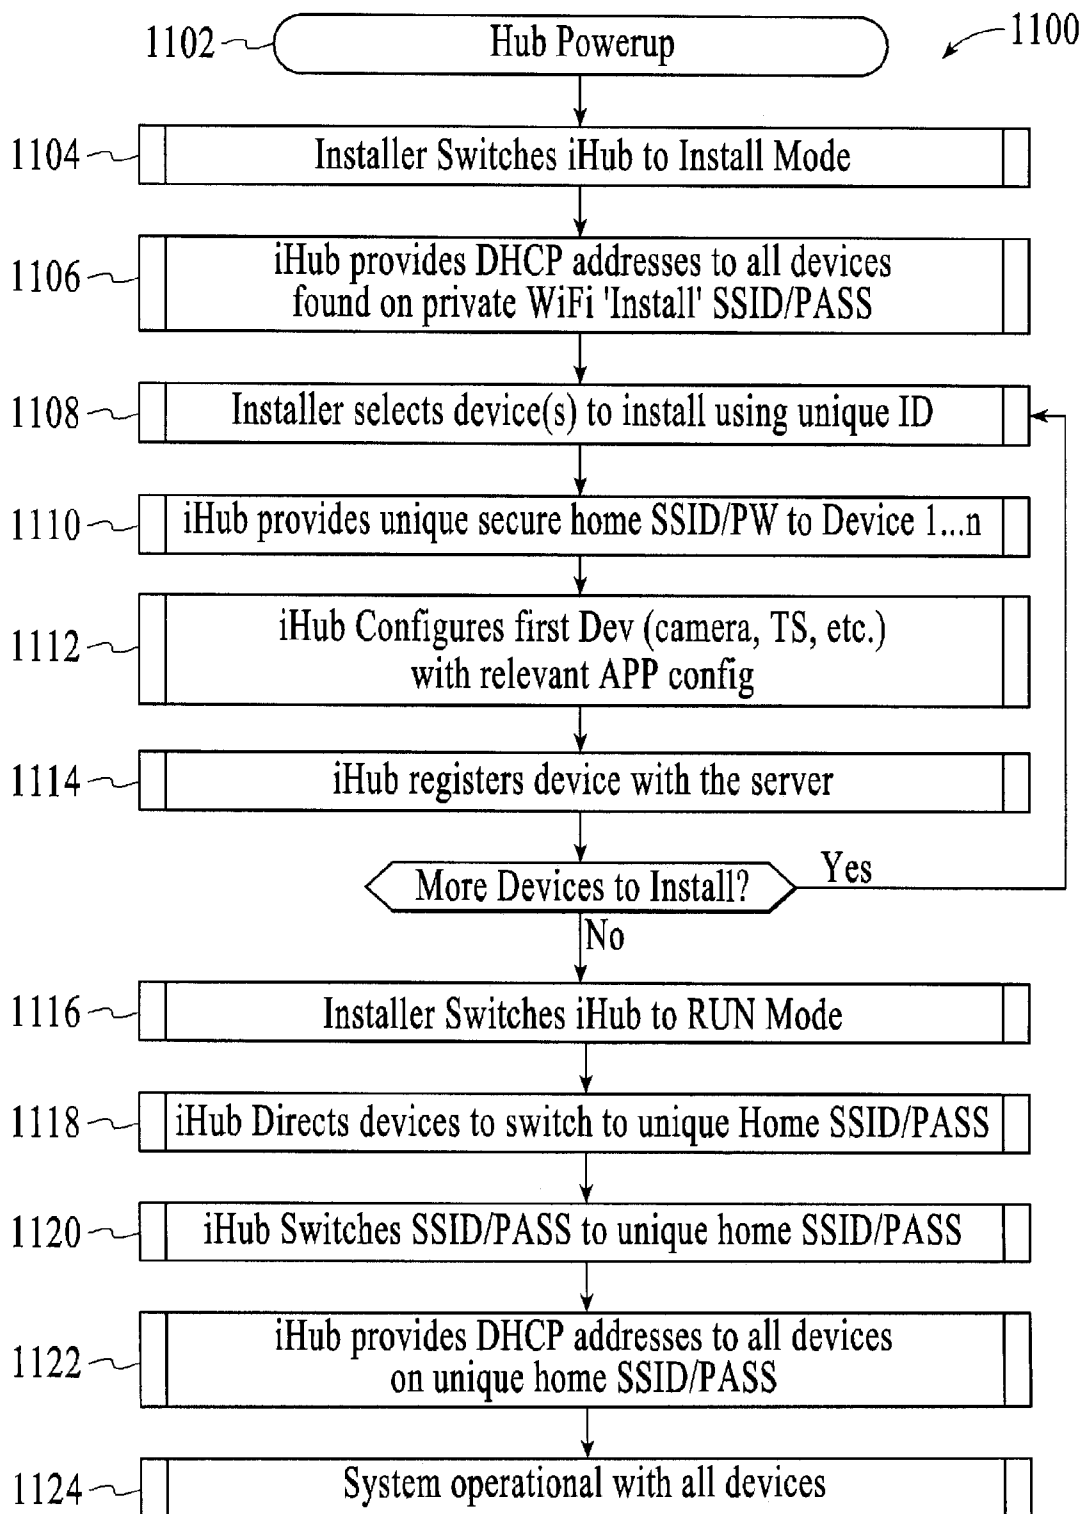 1102
Hub Powerup
1100
1104
Installer Switches iHub to Install Mode
1106
iHub provides DHCP addresses to all devices
found on private WiFi 'Install' SSID/PASS
1108
Installer selects device(s) to install using unique ID
1110
iHub provides unique secure home SSID/PW to Device 1...n
1112
iHub Configures first Dev (camera, TS, etc.)
with relevant APP config
1114
iHub registers device with the server
More Devices to Install?
Yes
No
1116
Installer Switches iHub to RUN Mode
1118
iHub Directs devices to switch to unique Home SSID/PASS
1120
iHub Switches SSID/PASS to unique home SSID/PASS
1122
iHub provides DHCP addresses to all devices
on unique home SSID/PASS
1124
System operational with all devices